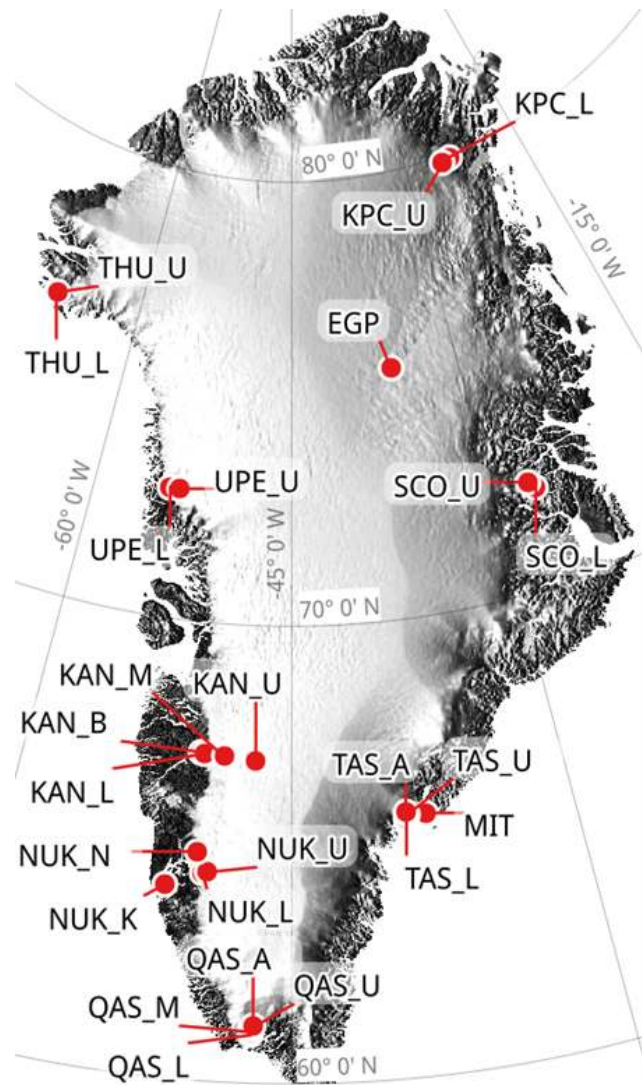 KPC_L
80° 0' N
KPC_U
-15° 0' W
THU_U
EGP
THU_L
UPE_U
SCO_U
-60° 0' W
UPE_L
-45° 0' W
SCO_L
70° 0' N
KAN_M
KAN_U
KAN_B
TAS_A
TAS_U
KAN_L
MIT
NUK_N
NUK_U
TAS_L
NUK_K
NUK_L
QAS_A
QAS_U
QAS_M
QAS_L
60° 0' N